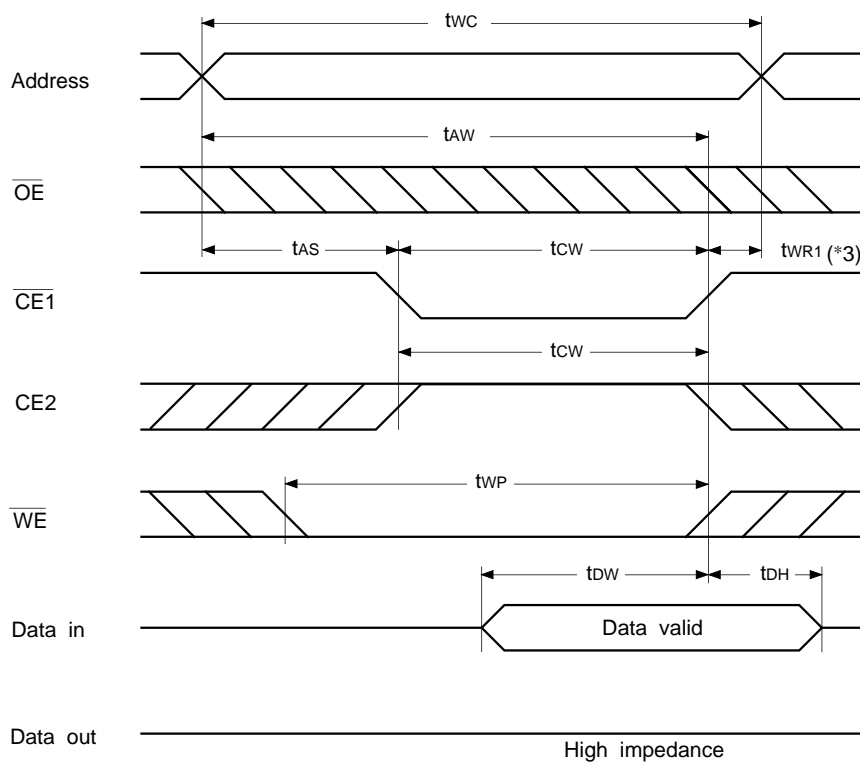 tWC
Address
tAW
OE
tAS tCW tWR1 (*3)
CE1
tCW
CE2
tWP
WE
tDW tDH
Data in Data valid
Data out
High impedance